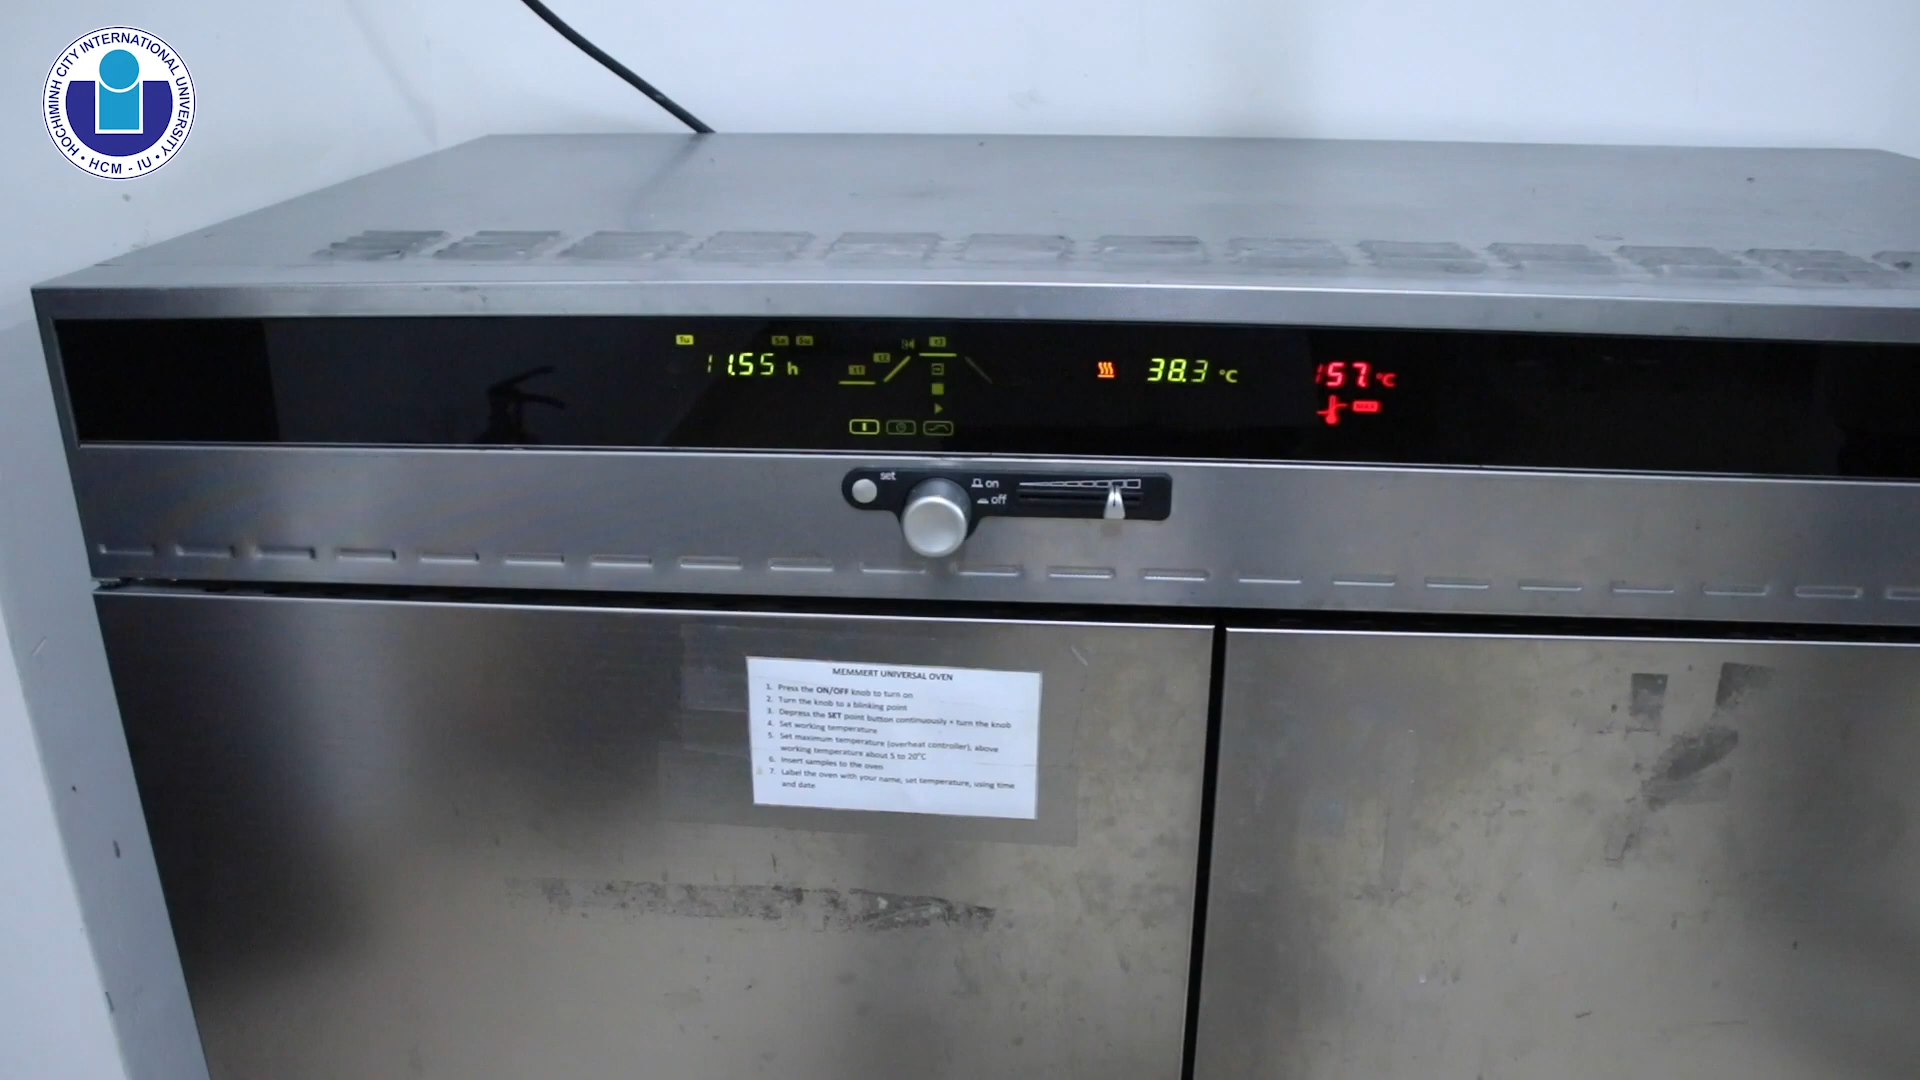 HOCHIMINH CITY INTERNATIONAL UNIVERSITY
HCM - IU
Tu Sa Su
11.55 h
38.3 °C
157 °C
MAX
set
on
off
MEMMERT UNIVERSAL OVEN
1. Press the ON/OFF knob to turn on
2. Turn the knob to a blinking point
3. Depress the SET point button continuously + turn the knob
4. Set working temperature
5. Set maximum temperature (overheat controller), above
working temperature about 5 to 20°C
6. Insert samples to the oven
7. Label the oven with your name, set temperature, using time
and date